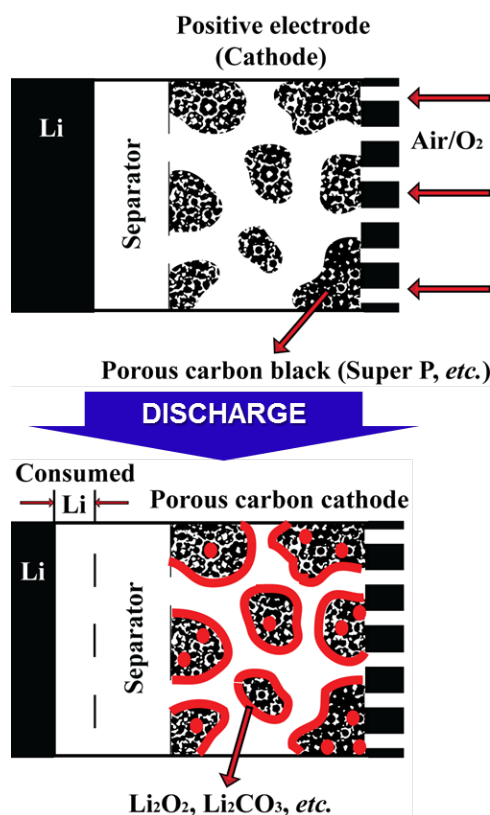 Positive electrode
(Cathode)
Li
Separator
Air/O₂
Porous carbon black (Super P, etc.)
DISCHARGE
Consumed
Li
Porous carbon cathode
Li
Separator
Li₂O₂, Li₂CO₃, etc.